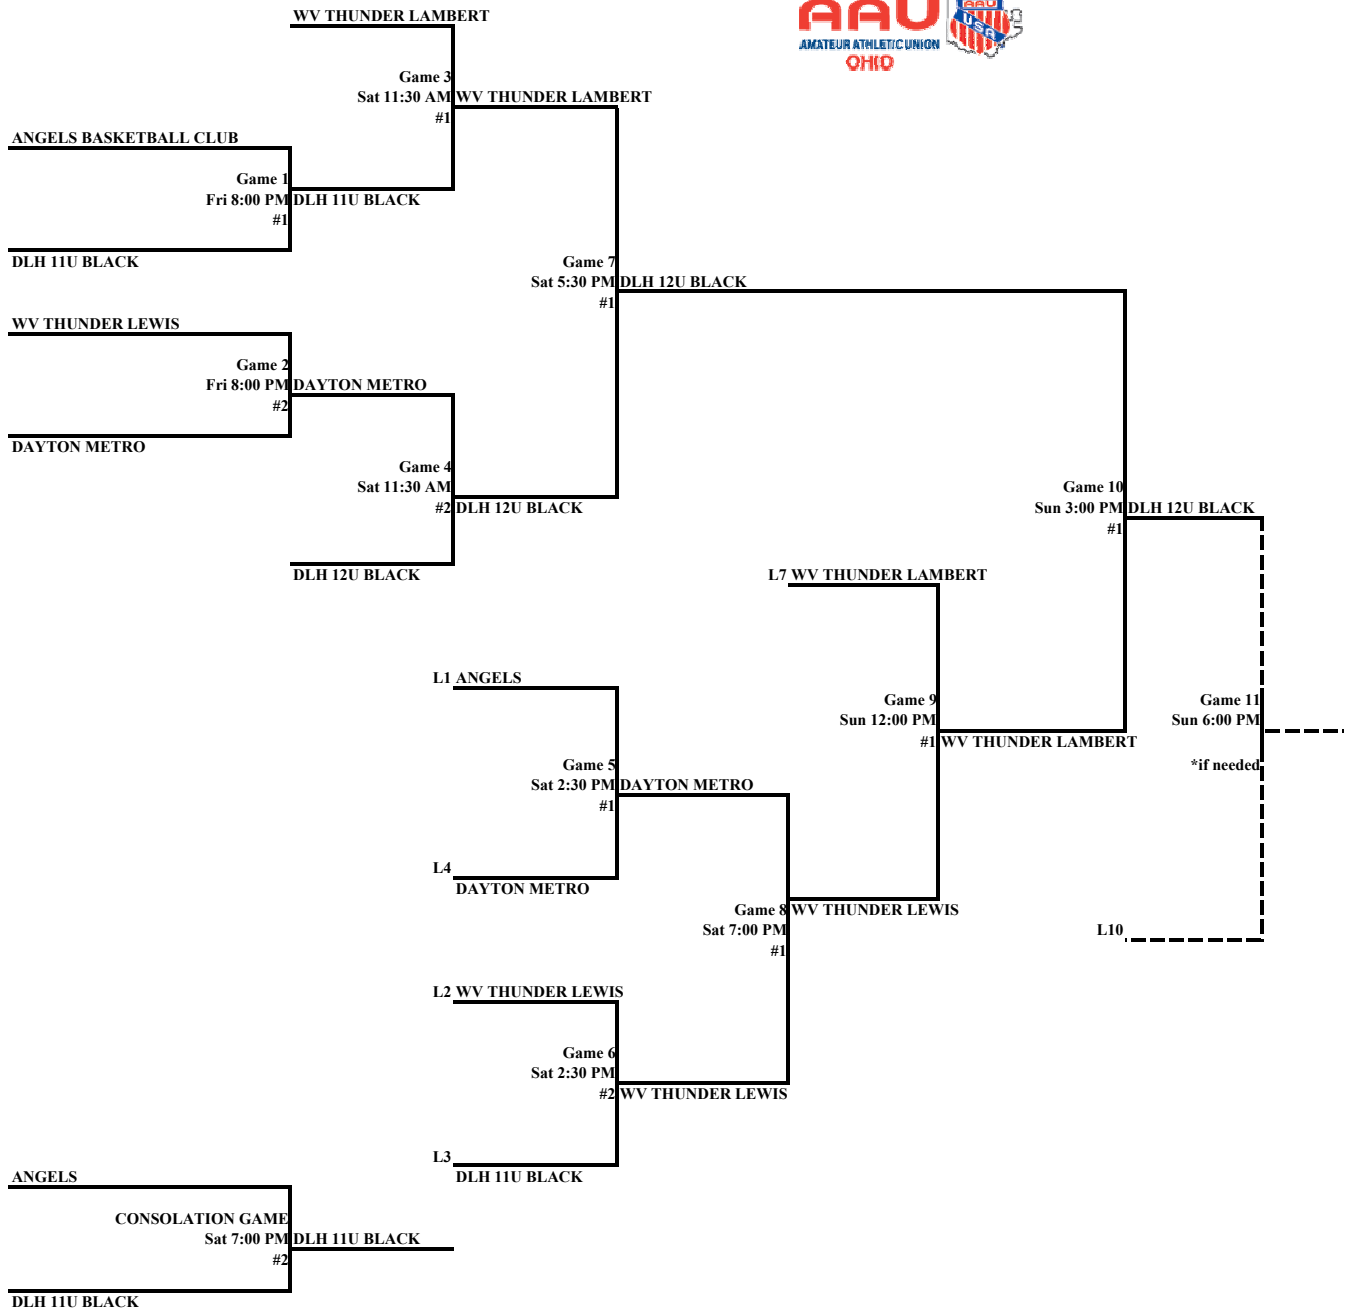 WV THUNDER LAMBERT
AAU
AAU
USA
AMATEUR ATHLETIC UNION
OHIO
Game 3
Sat 11:30 AM
WV THUNDER LAMBERT
#1
ANGELS BASKETBALL CLUB
Game 1
Fri 8:00 PM
DLH 11U BLACK
#1
DLH 11U BLACK
Game 7
Sat 5:30 PM
DLH 12U BLACK
#1
WV THUNDER LEWIS
Game 2
Fri 8:00 PM
DAYTON METRO
#2
DAYTON METRO
Game 4
Sat 11:30 AM
#2
DLH 12U BLACK
DLH 12U BLACK
Game 10
Sun 3:00 PM
DLH 12U BLACK
#1
L7 WV THUNDER LAMBERT
L1 ANGELS
Game 9
Sun 12:00 PM
#1
WV THUNDER LAMBERT
Game 11
Sun 6:00 PM
*if needed
Game 5
Sat 2:30 PM
DAYTON METRO
#1
L4
DAYTON METRO
Game 8
WV THUNDER LEWIS
Sat 7:00 PM
#1
L10
L2 WV THUNDER LEWIS
Game 6
Sat 2:30 PM
#2
WV THUNDER LEWIS
L3
DLH 11U BLACK
ANGELS
CONSOLATION GAME
Sat 7:00 PM
DLH 11U BLACK
#2
DLH 11U BLACK